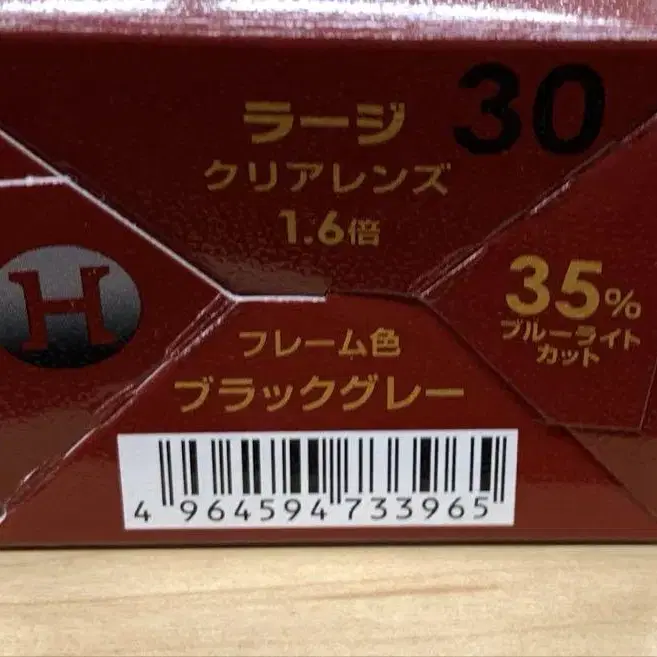 30
ラージ
クリアレンズ
1.6倍
H
35%
ブルーライト
カット
フレーム色
ブラックグレー
4 964594 733965